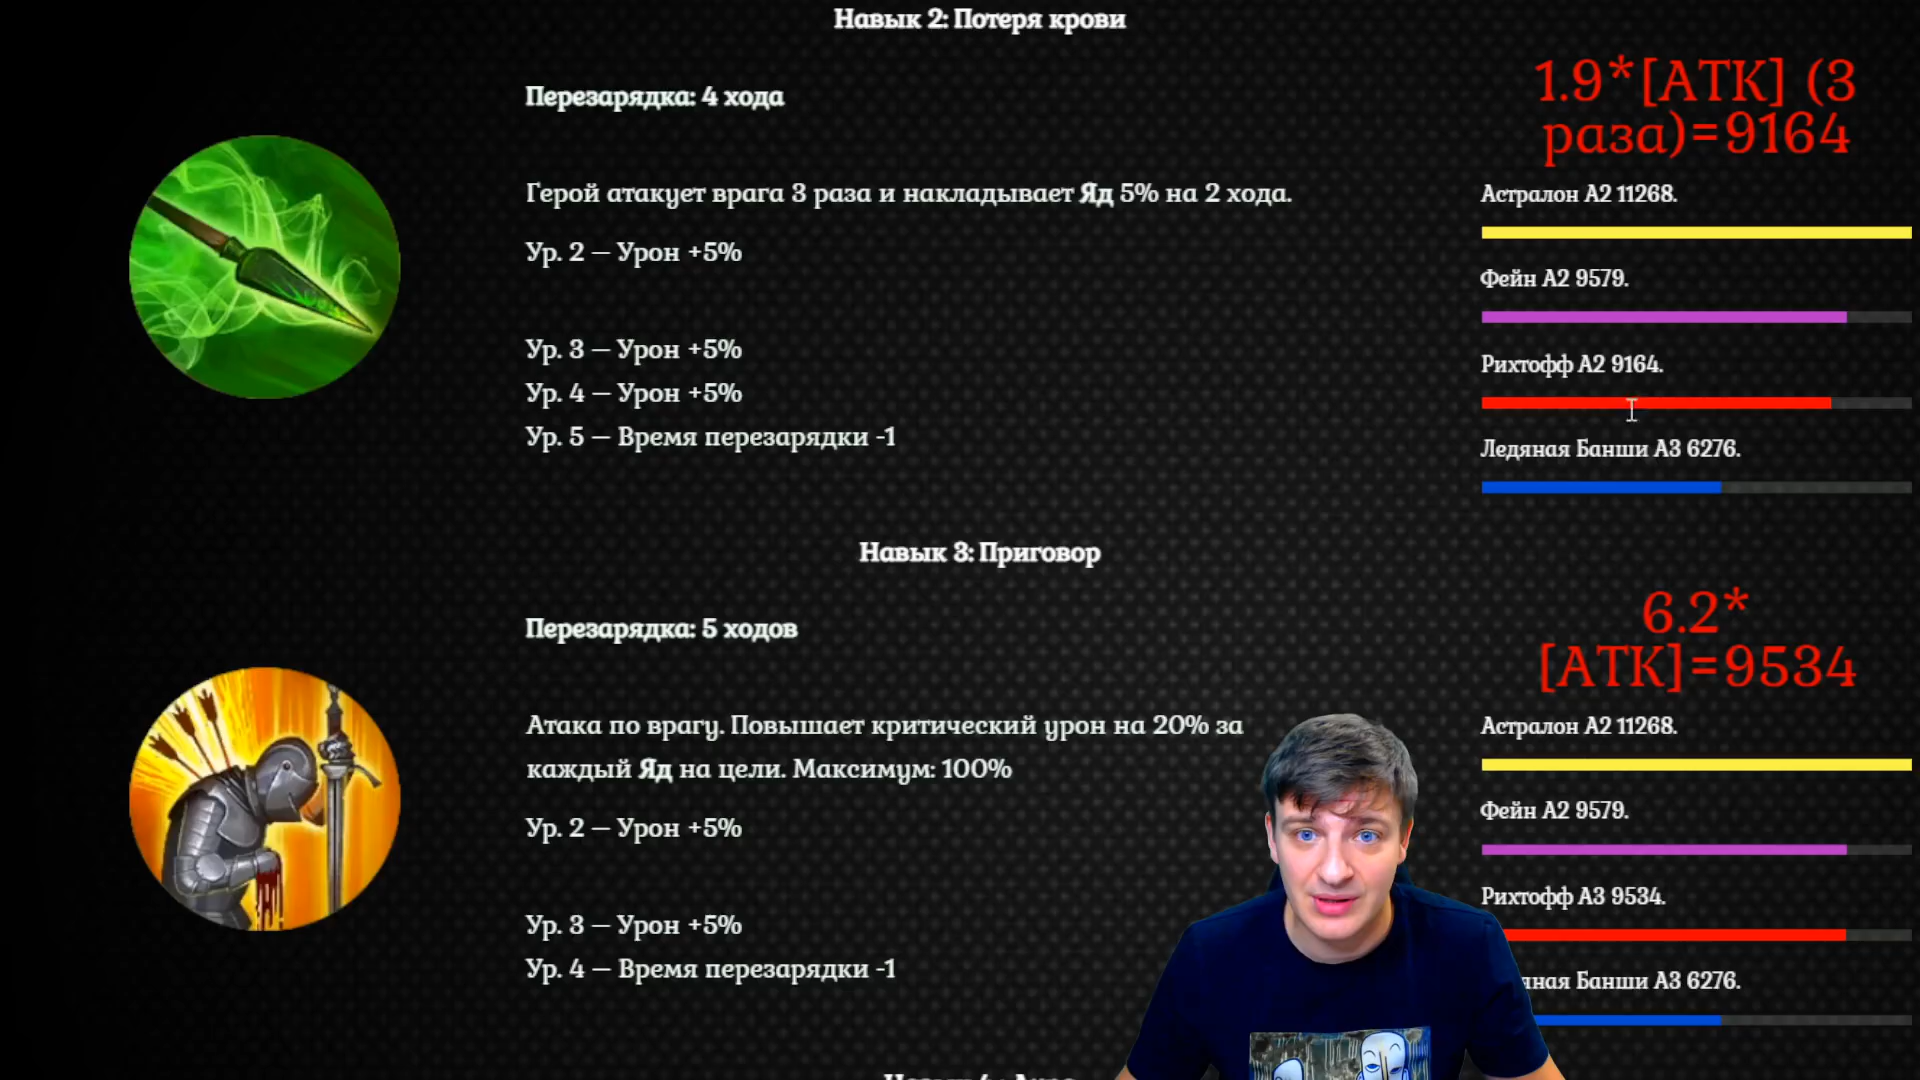 Навык 2: Потеря крови
Перезарядка: 4 хода
Герой атакует врага 3 раза и накладывает Яд 5% на 2 хода.
Ур. 2 — Урон +5%
Ур. 3 — Урон +5%
Ур. 4 — Урон +5%
Ур. 5 — Время перезарядки -1
1.9*[АТК] (3
раза)=9164
Астралон А2 11268.
Фейн А2 9579.
Рихтофф А2 9164.
Ледяная Банши А3 6276.
Навык 3: Приговор
Перезарядка: 5 ходов
Атака по врагу. Повышает критический урон на 20% за
каждый Яд на цели. Максимум: 100%
Ур. 2 — Урон +5%
Ур. 3 — Урон +5%
Ур. 4 — Время перезарядки -1
6.2*
[АТК]=9534
Астралон А2 11268.
Фейн А2 9579.
Рихтофф А3 9534.
Банши А3 6276.